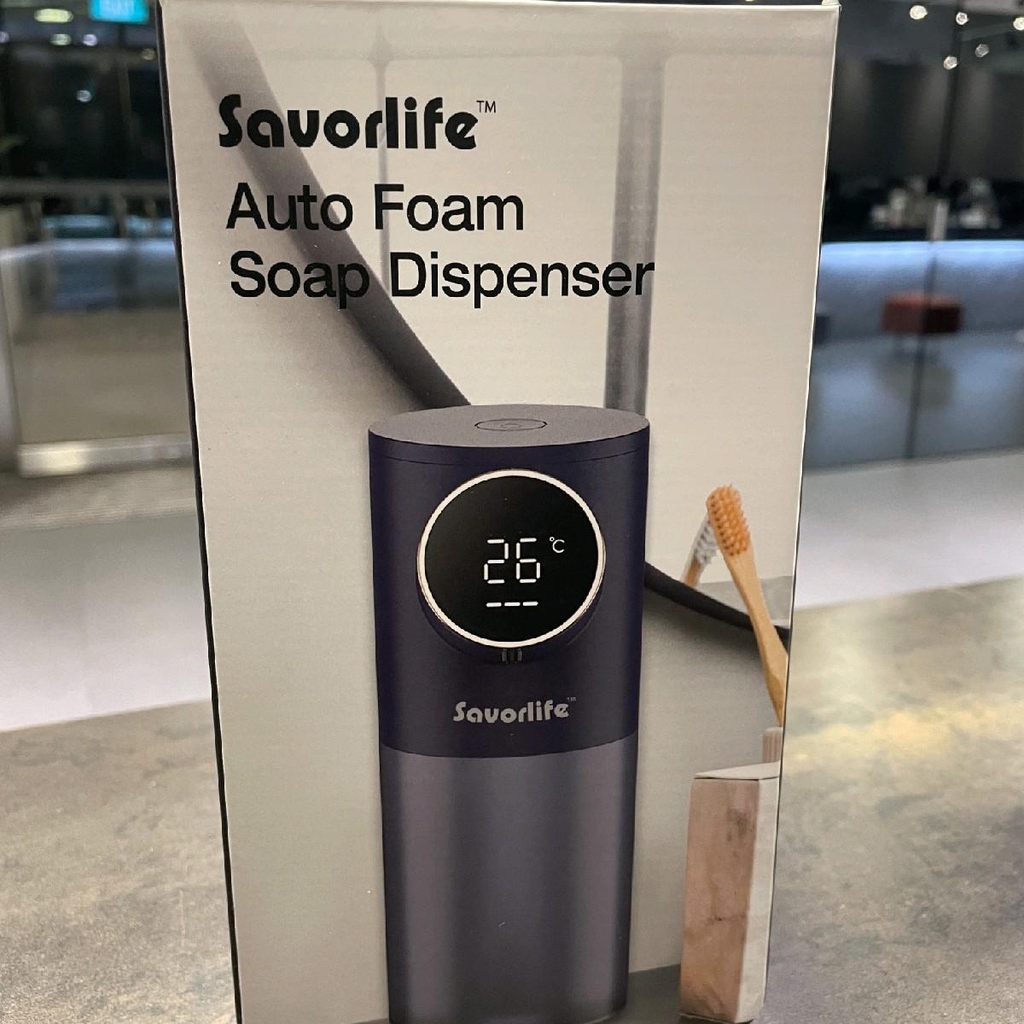 Savorlife™
Auto Foam
Soap Dispenser
26 °C
---
Savorlife™